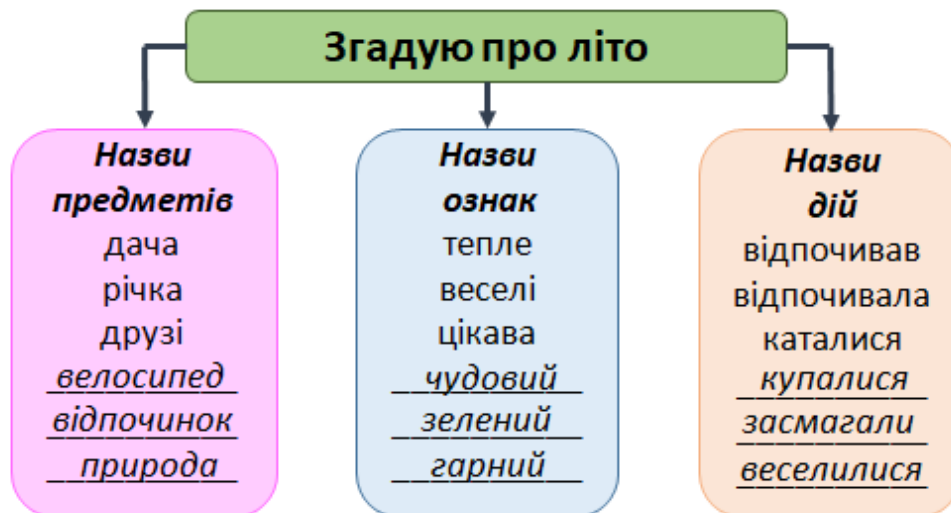 Згадую про літо
Назви
предметів
дача
річка
друзі
велосипед
відпочинок
природа
Назви
ознак
тепле
веселі
цікава
чудовий
зелений
гарний
Назви
дій
відпочивав
відпочивала
каталися
купалися
засмагали
веселилися